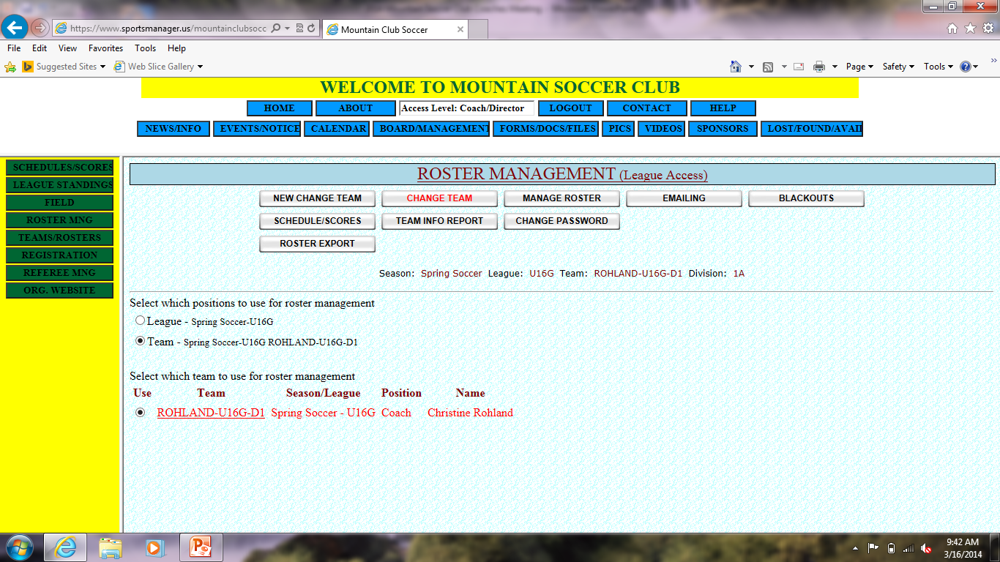 https://www.sportsmanager.us/mountainclubsocc
Mountain Club Soccer
File Edit View Favorites Tools Help
Suggested Sites Web Slice Gallery
Page Safety Tools
WELCOME TO MOUNTAIN SOCCER CLUB
HOME ABOUT Access Level: Coach/Director LOGOUT CONTACT HELP
NEWS/INFO EVENTS/NOTICE CALENDAR BOARD/MANAGEMENT FORMS/DOCS/FILES PICS VIDEOS SPONSORS LOST/FOUND/AVAI
SCHEDULES/SCORES
LEAGUE STANDINGS
FIELD
ROSTER MNG
TEAMS/ROSTERS
REGISTRATION
REFEREE MNG
ORG. WEBSITE
ROSTER MANAGEMENT (League Access)
NEW CHANGE TEAM CHANGE TEAM MANAGE ROSTER EMAILING BLACKOUTS
SCHEDULE/SCORES TEAM INFO REPORT CHANGE PASSWORD
ROSTER EXPORT
Season: Spring Soccer League: U16G Team: ROHLAND-U16G-D1 Division: 1A
Select which positions to use for roster management
League - Spring Soccer-U16G
Team - Spring Soccer-U16G ROHLAND-U16G-D1
Select which team to use for roster management
Use Team Season/League Position Name
ROHLAND-U16G-D1 Spring Soccer - U16G Coach Christine Rohland
9:42 AM
3/16/2014